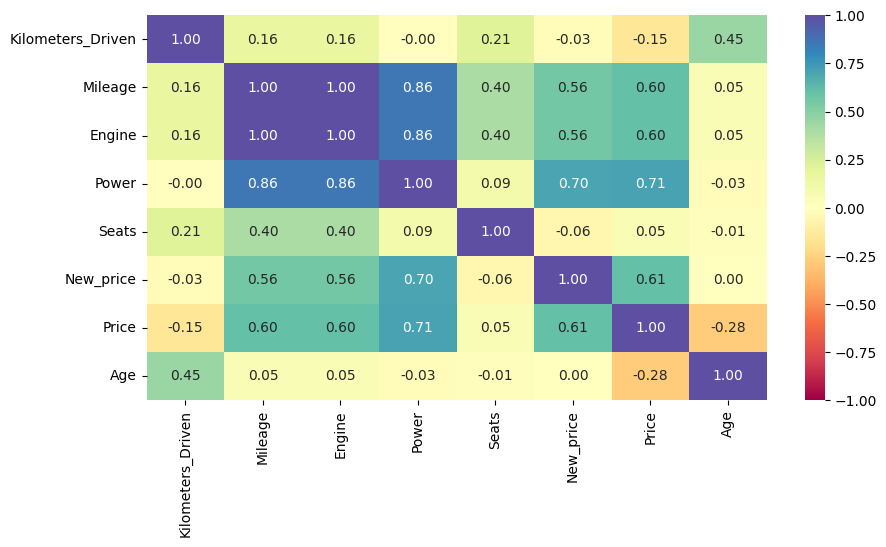 Kilometers_Driven 1.00 0.16 0.16 -0.00 0.21 -0.03 -0.15 0.45
Mileage 0.16 1.00 1.00 0.86 0.40 0.56 0.60 0.05
Engine 0.16 1.00 1.00 0.86 0.40 0.56 0.60 0.05
Power -0.00 0.86 0.86 1.00 0.09 0.70 0.71 -0.03
Seats 0.21 0.40 0.40 0.09 1.00 -0.06 0.05 -0.01
New_price -0.03 0.56 0.56 0.70 -0.06 1.00 0.61 0.00
Price -0.15 0.60 0.60 0.71 0.05 0.61 1.00 -0.28
Age 0.45 0.05 0.05 -0.03 -0.01 0.00 -0.28 1.00
Kilometers_Driven
Mileage
Engine
Power
Seats
New_price
Price
Age
1.00
0.75
0.50
0.25
0.00
−0.25
−0.50
−0.75
−1.00